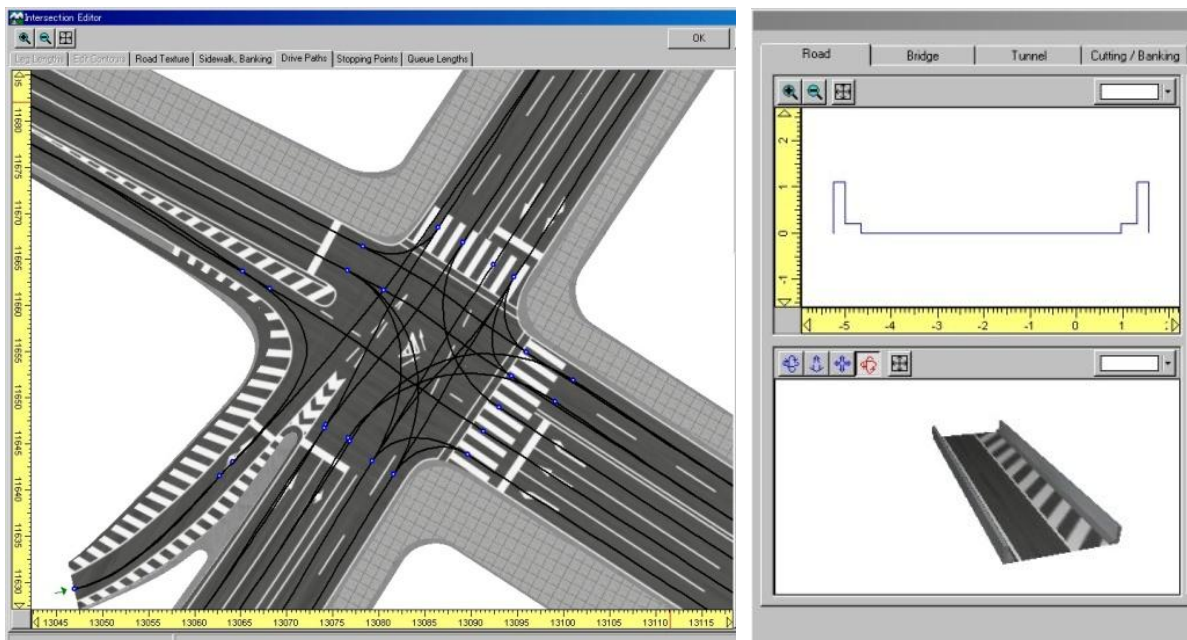 Intersection Editor
OK
Leg Lengths Edit Contours Road Texture Sidewalk, Banking Drive Paths Stopping Points Queue Lengths
11680
11675
11670
11665
11660
11655
11650
11645
11640
11635
11630
13045 13050 13055 13060 13065 13070 13075 13080 13085 13090 13095 13100 13105 13110 13115
Road Bridge Tunnel Cutting / Banking
2
1
0
-1
-5 -4 -3 -2 -1 0 1